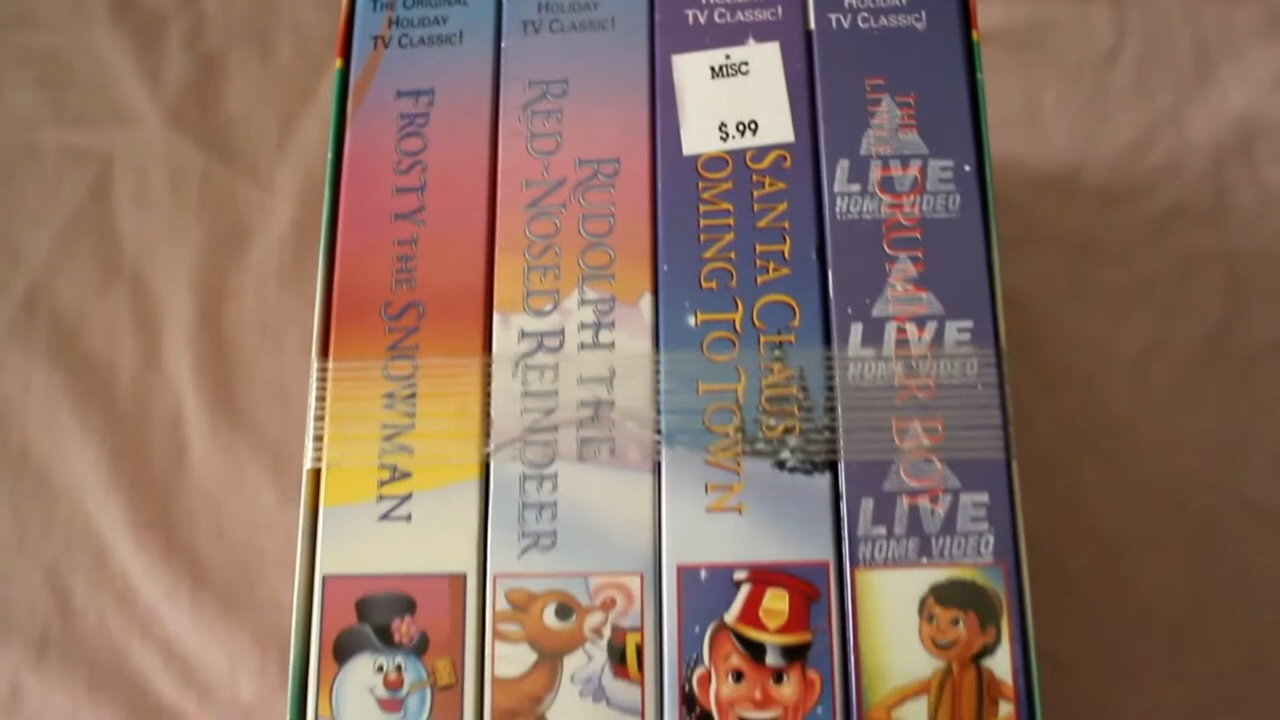 THE ORIGINAL
HOLIDAY
TV CLASSIC!
FROSTY THE SNOWMAN
HOLIDAY
TV CLASSIC!
RUDOLPH THE
RED-NOSED REINDEER
TV CLASSIC!
MISC
$.99
SANTA CLAUS
OMING TO TOWN
HOLIDAY
TV CLASSIC!
THE
LITTLE DRUMMER BOY
LIVE
HOME VIDEO
LIVE
HOME VIDEO
LIVE
HOME VIDEO